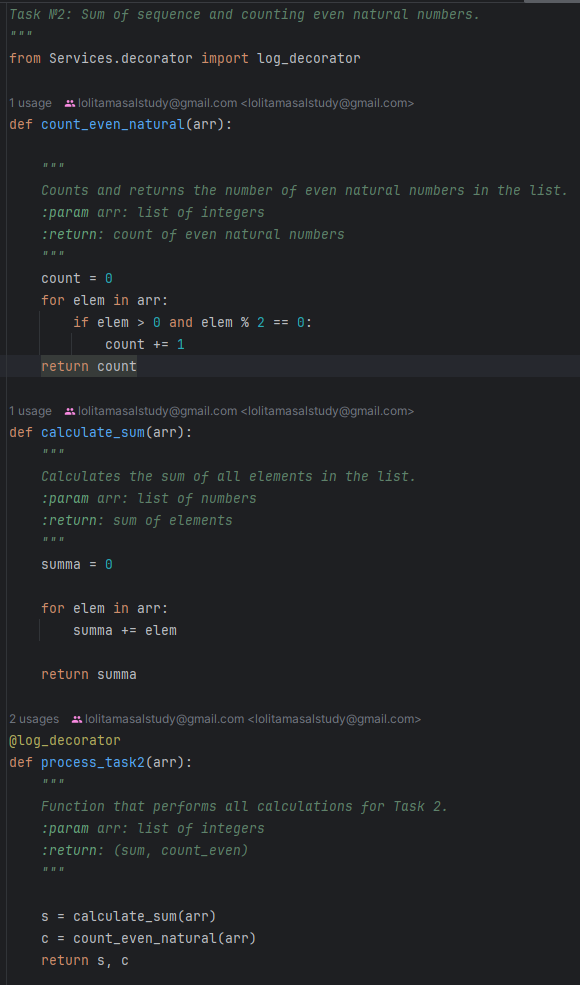 Task №2: Sum of sequence and counting even natural numbers.
"""
from Services.decorator import log_decorator
1 usage lolitamasalstudy@gmail.com <lolitamasalstudy@gmail.com>
def count_even_natural(arr):
"""
Counts and returns the number of even natural numbers in the list.
:param arr: list of integers
:return: count of even natural numbers
"""
count = 0
for elem in arr:
if elem > 0 and elem % 2 == 0:
count += 1
return count
1 usage lolitamasalstudy@gmail.com <lolitamasalstudy@gmail.com>
def calculate_sum(arr):
"""
Calculates the sum of all elements in the list.
:param arr: list of numbers
:return: sum of elements
"""
summa = 0
for elem in arr:
summa += elem
return summa
2 usages lolitamasalstudy@gmail.com <lolitamasalstudy@gmail.com>
@log_decorator
def process_task2(arr):
"""
Function that performs all calculations for Task 2.
:param arr: list of integers
:return: (sum, count_even)
"""
s = calculate_sum(arr)
c = count_even_natural(arr)
return s, c